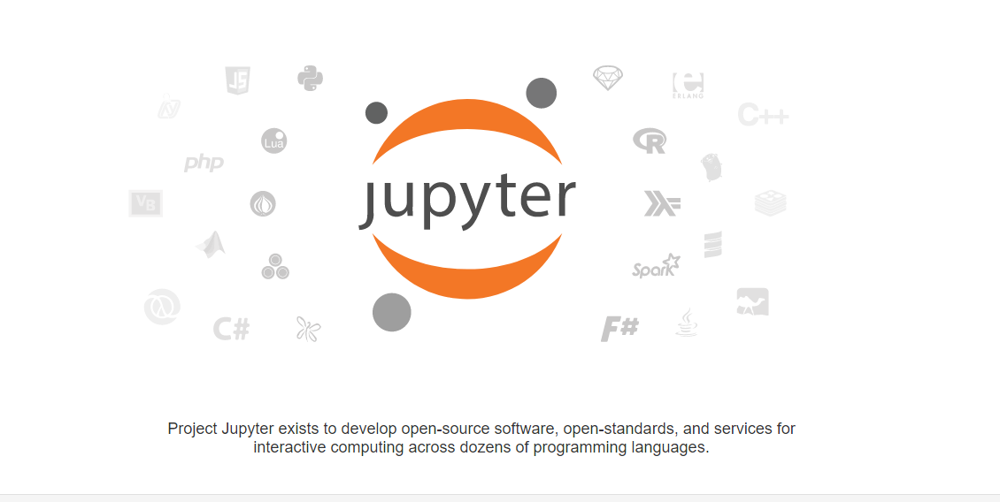 JS
ERLANG
C++
Lua
R
php
VB
jupyter
Spark
C#
F#
Project Jupyter exists to develop open-source software, open-standards, and services for
interactive computing across dozens of programming languages.